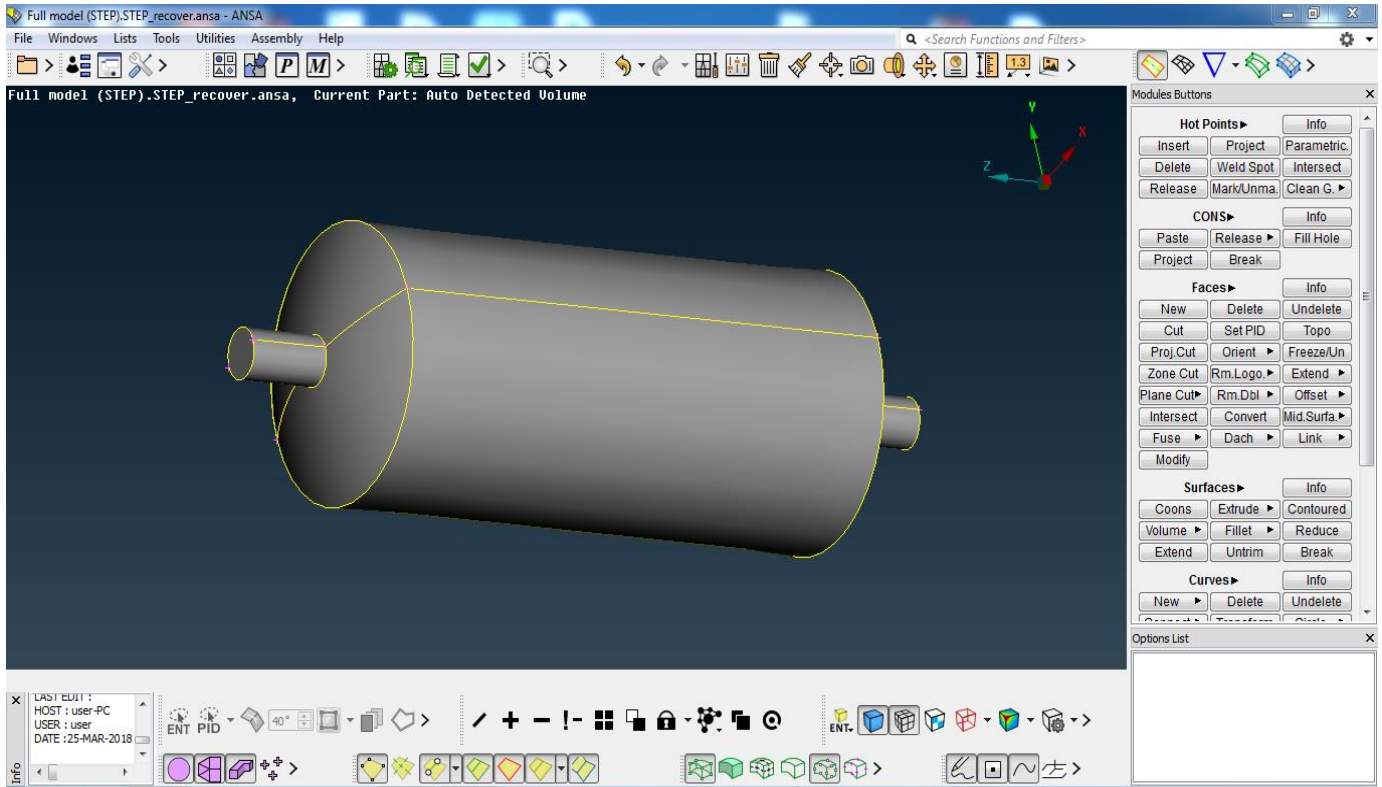 Full model (STEP).STEP_recover.ansa - ANSA
File Windows Lists Tools Utilities Assembly Help
<Search Functions and Filters>
P M 1.3
Full model (STEP).STEP_recover.ansa, Current Part: Auto Detected Volume
Y
X
Z
Modules Buttons
Hot Points Info
Insert Project Parametric.
Delete Weld Spot Intersect
Release Mark/Unma. Clean G.
CONS Info
Paste Release Fill Hole
Project Break
Faces Info
New Delete Undelete
Cut Set PID Topo
Proj.Cut Orient Freeze/Un
Zone Cut Rm.Logo. Extend
Plane Cut Rm.Dbl Offset
Intersect Convert Mid.Surfa.
Fuse Dach Link
Modify
Surfaces Info
Coons Extrude Contoured
Volume Fillet Reduce
Extend Untrim Break
Curves Info
New Delete Undelete
Options List
LAST EDIT :
HOST : user-PC
USER : user
DATE :25-MAR-2018
ENT PID 40°
ENT.
Info